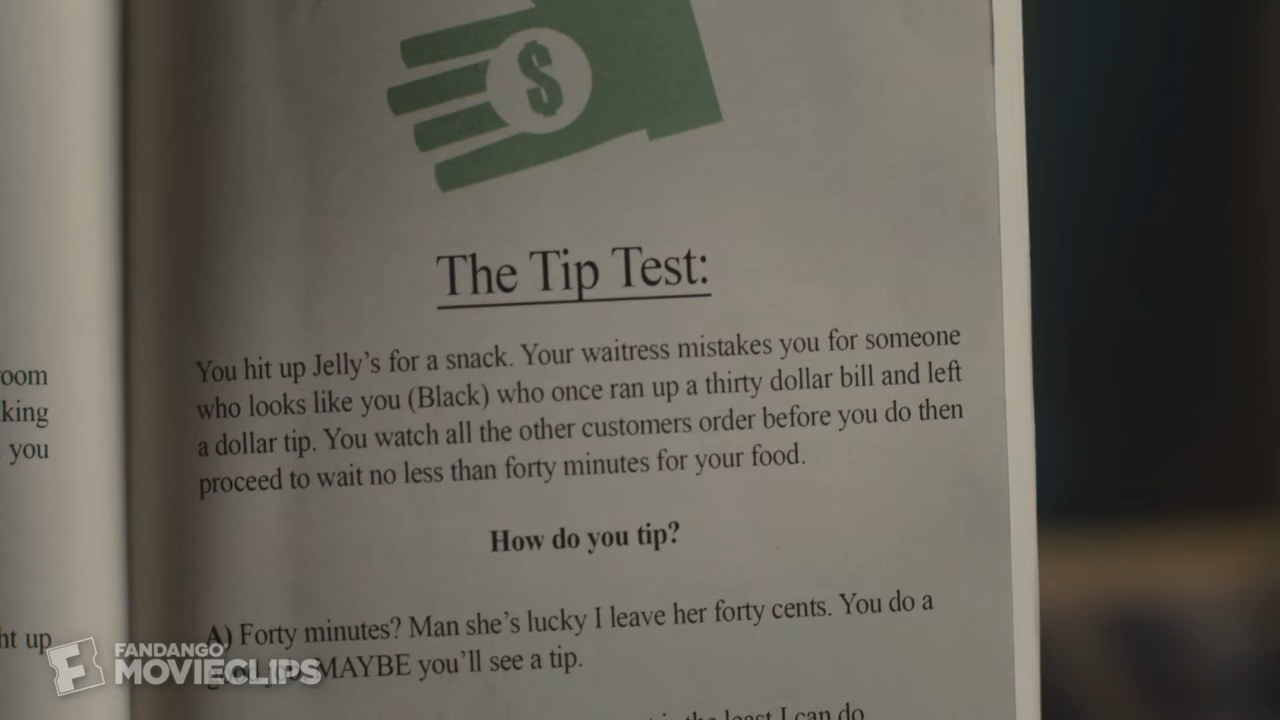 $
The Tip Test:
You hit up Jelly's for a snack. Your waitress mistakes you for someone
who looks like you (Black) who once ran up a thirty dollar bill and left
a dollar tip. You watch all the other customers order before you do then
proceed to wait no less than forty minutes for your food.
How do you tip?
A) Forty minutes? Man she's lucky I leave her forty cents. You do a
MAYBE you'll see a tip.
the least I can do
oom
king
you
ht up
FANDANGO
MOVIECLIPS